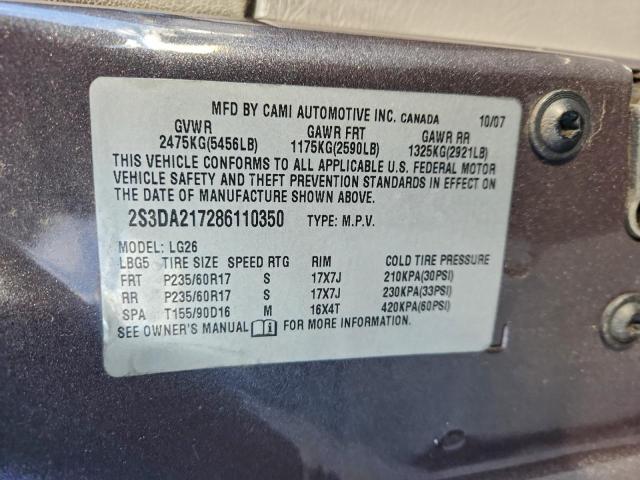 MFD BY CAMI AUTOMOTIVE INC. CANADA 10/07
GVWR GAWR FRT GAWR RR
2475KG(5456LB) 1175KG(2590LB) 1325KG(2921LB)
THIS VEHICLE CONFORMS TO ALL APPLICABLE U.S. FEDERAL MOTOR
VEHICLE SAFETY AND THEFT PREVENTION STANDARDS IN EFFECT ON
THE DATE OF MANUFACTURE SHOWN ABOVE.
2S3DA217286110350 TYPE: M.P.V.
MODEL: LG26
LBG5 TIRE SIZE SPEED RTG RIM COLD TIRE PRESSURE
FRT P235/60R17 S 17X7J 210KPA(30PSI)
RR P235/60R17 S 17X7J 230KPA(33PSI)
SPA T155/90D16 M 16X4T 420KPA(60PSI)
SEE OWNER'S MANUAL FOR MORE INFORMATION.